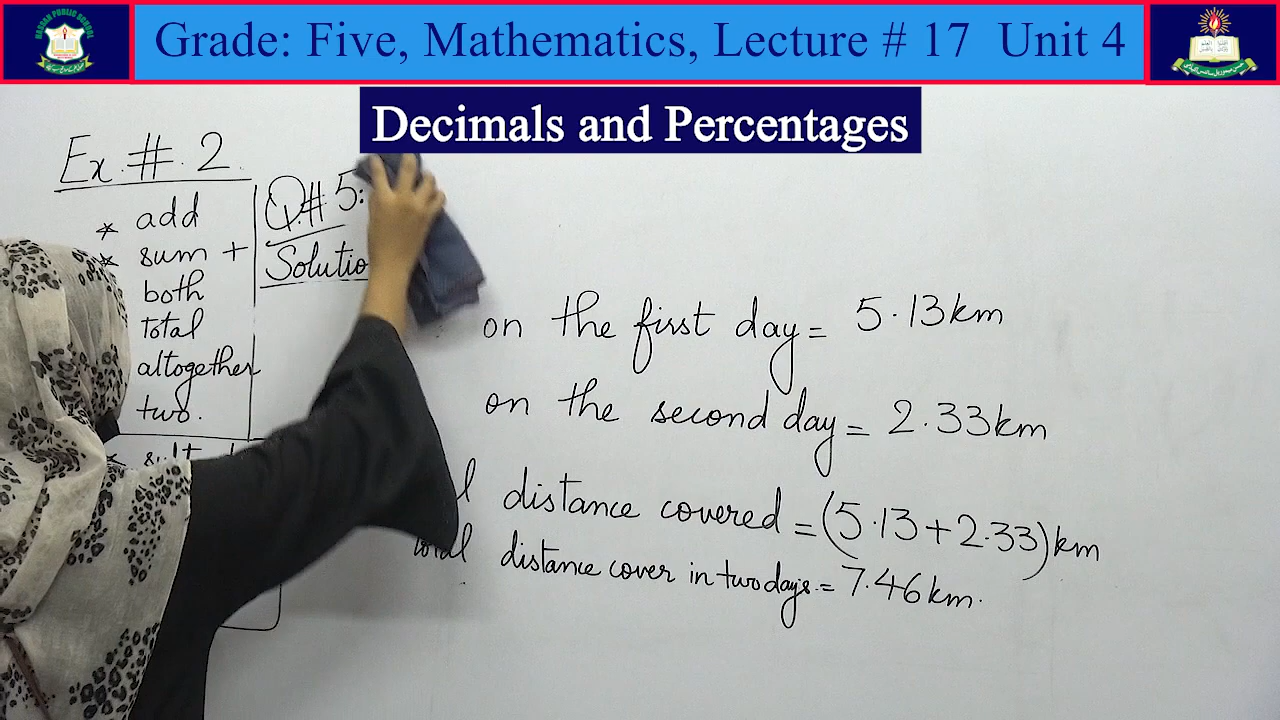 Grade: Five, Mathematics, Lecture # 17 Unit 4
Decimals and Percentages
Ex. # 2
* add
* sum +
both
total
altogether
two.
Q.# 5:
Solutio
on the first day = 5.13km
on the second day = 2.33km
distance covered = (5.13+2.33)km
total distance cover in two days. = 7.46km.